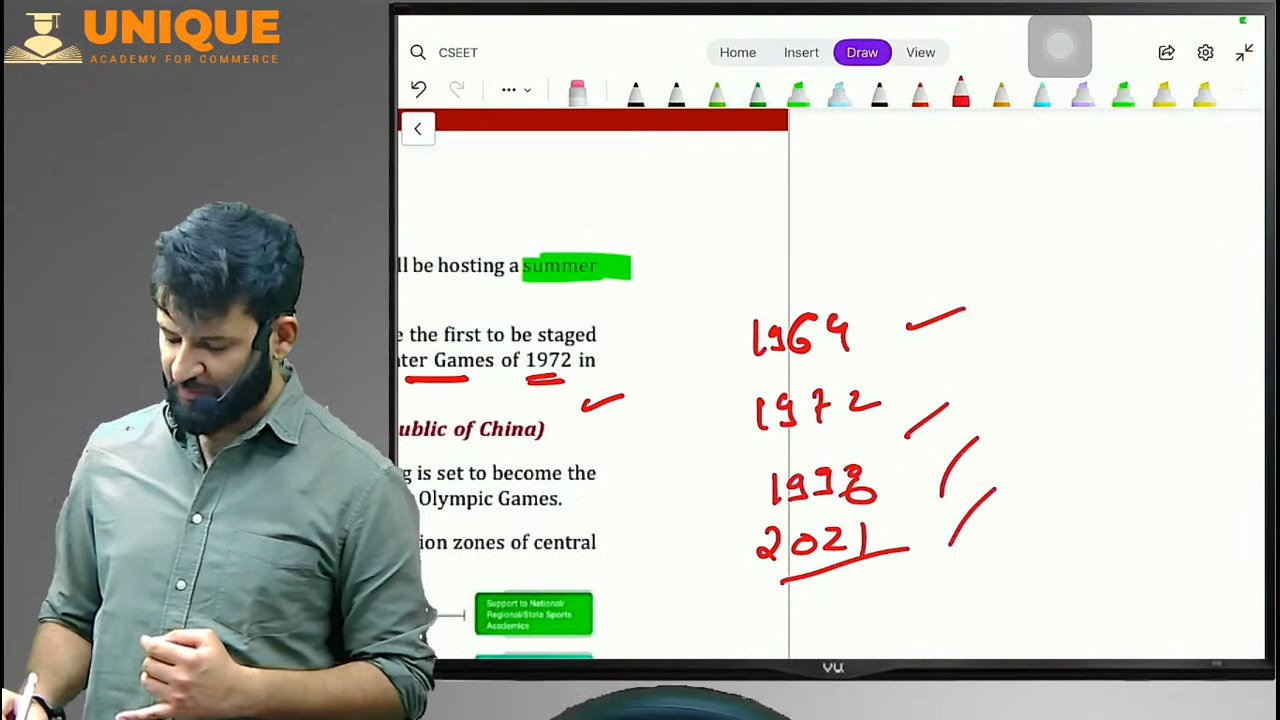 UNIQUE
ACADEMY FOR COMMERCE
CSEET
Home Insert Draw View
ll be hosting a summer
e the first to be staged
ter Games of 1972 in
ublic of China)
g is set to become the
Olympic Games.
ion zones of central
Support to National/
Regional/State Sports
Academies
1964
1972
1998
2021
VU